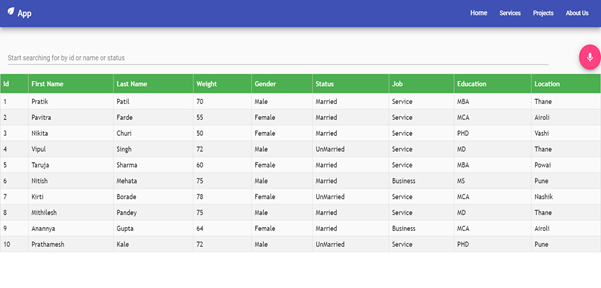 App Home Services Projects About Us
Start searching for by id or name or status
Id First Name Last Name Weight Gender Status Job Education Location
1 Pratik Patil 70 Male Married Service MBA Thane
2 Pavitra Farde 55 Female Married Service MCA Airoli
3 Nikita Churi 50 Female Married Service PHD Vashi
4 Vipul Singh 72 Male UnMarried Service MD Thane
5 Taruja Sharma 60 Female Married Service MBA Powai
6 Nitish Mehata 75 Male Married Business MS Pune
7 Kirti Borade 78 Female UnMarried Service MCA Nashik
8 Mithilesh Pandey 75 Male Married Service MD Thane
9 Anannya Gupta 64 Female Married Business MCA Airoli
10 Prathamesh Kale 72 Male UnMarried Service PHD Pune